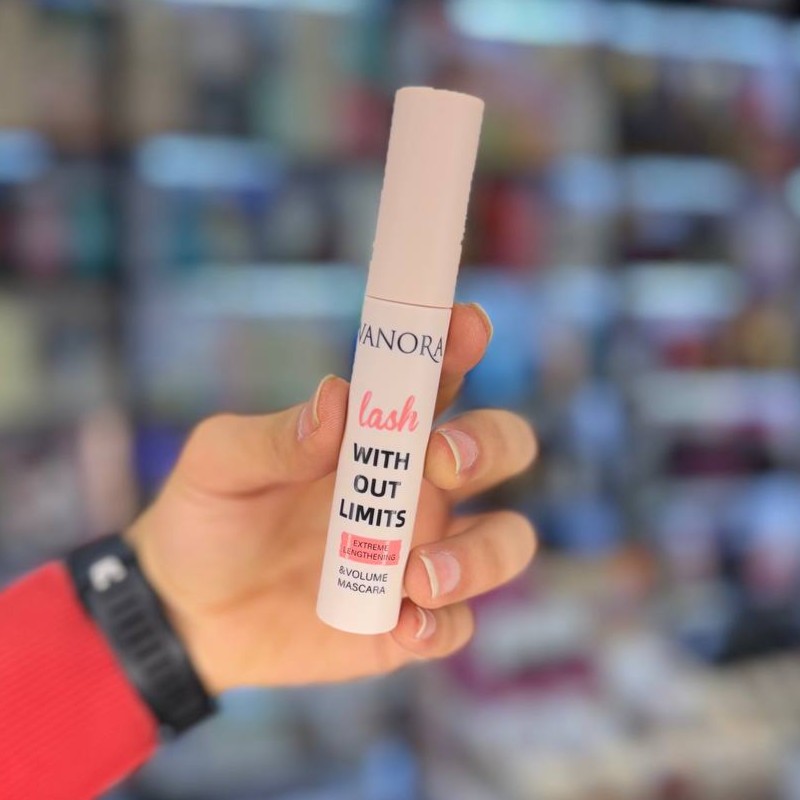 VANORA
lash
WITH
OUT
LIMITS
EXTREME
LENGTHENING
&VOLUME
MASCARA